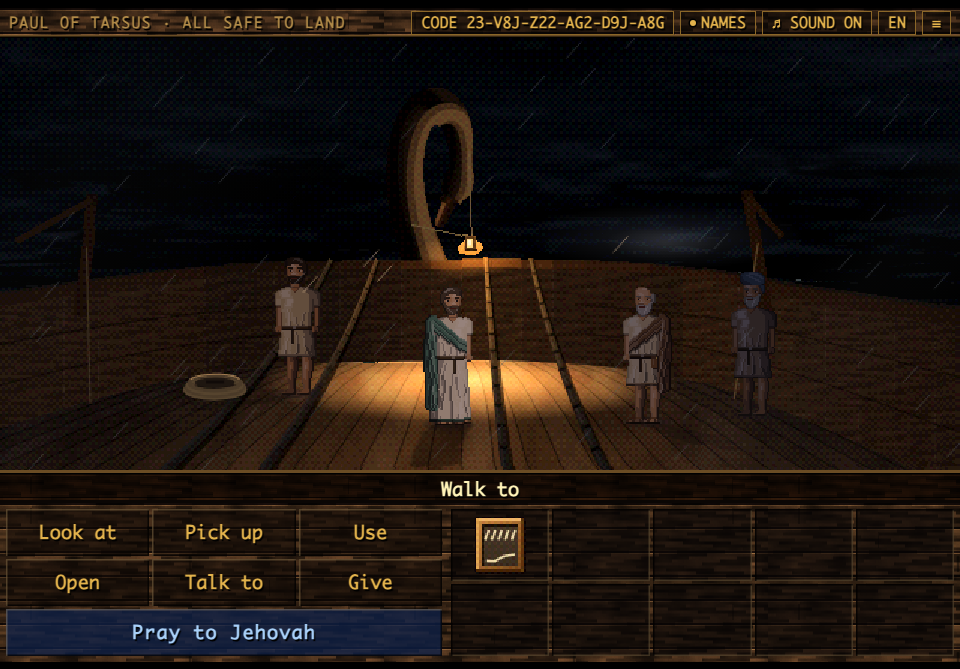 PAUL OF TARSUS · ALL SAFE TO LAND
CODE 23-V8J-Z22-AG2-D9J-A8G
● NAMES
♬ SOUND ON
EN
≡
Walk to
Look at
Pick up
Use
Open
Talk to
Give
Pray to Jehovah